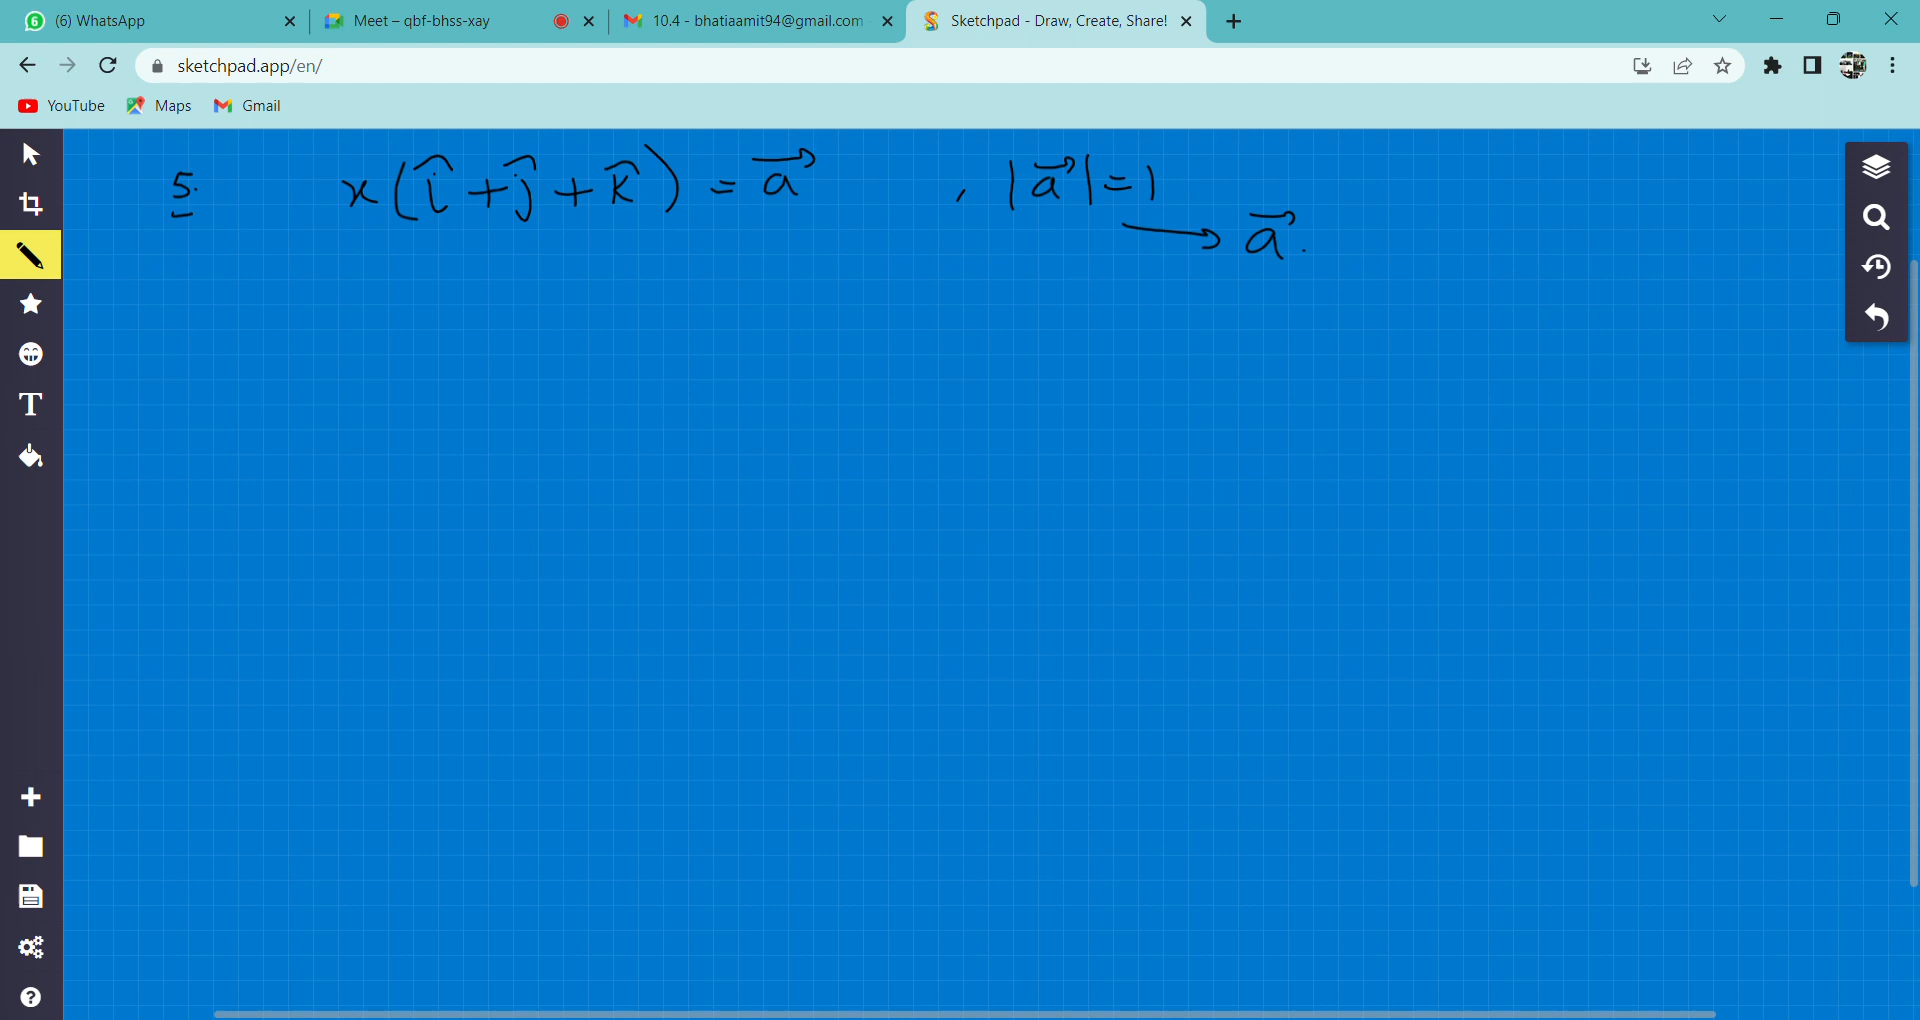 (6) WhatsApp
Meet – qbf-bhss-xay
10.4 - bhatiaamit94@gmail.com
Sketchpad - Draw, Create, Share!
sketchpad.app/en/
YouTube
Maps
Gmail
5. x(î + ĵ + k̂) = a⃗ , |a⃗| = 1
→ a⃗.
T